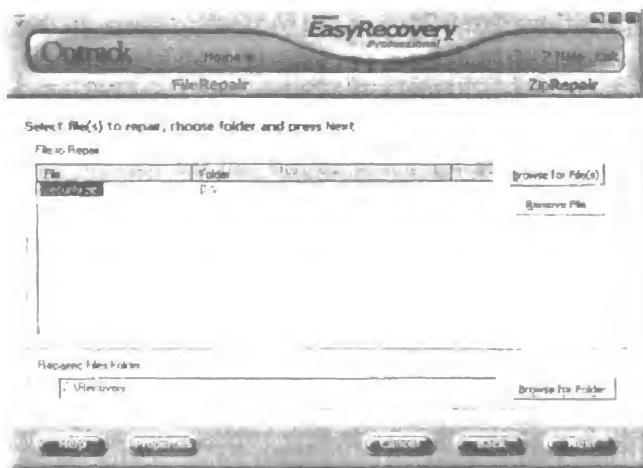 EasyRecovery
Professional
Ontrack
Home
FileRepair
ZipRepair
Select file(s) to repair, choose folder and press Next
File to Repair
File Folder
Browse for File(s)
Remove File
Repaired Files Folder
\Recovery
Browse for Folder
Help Properties Cancel Back Next